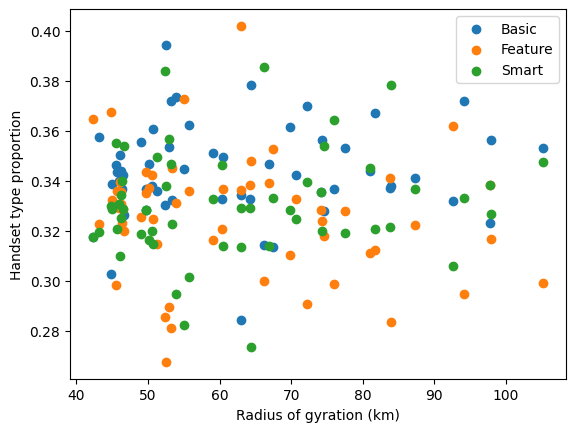 Basic
Feature
Smart
Handset type proportion
0.40
0.38
0.36
0.34
0.32
0.30
0.28
40 50 60 70 80 90 100
Radius of gyration (km)